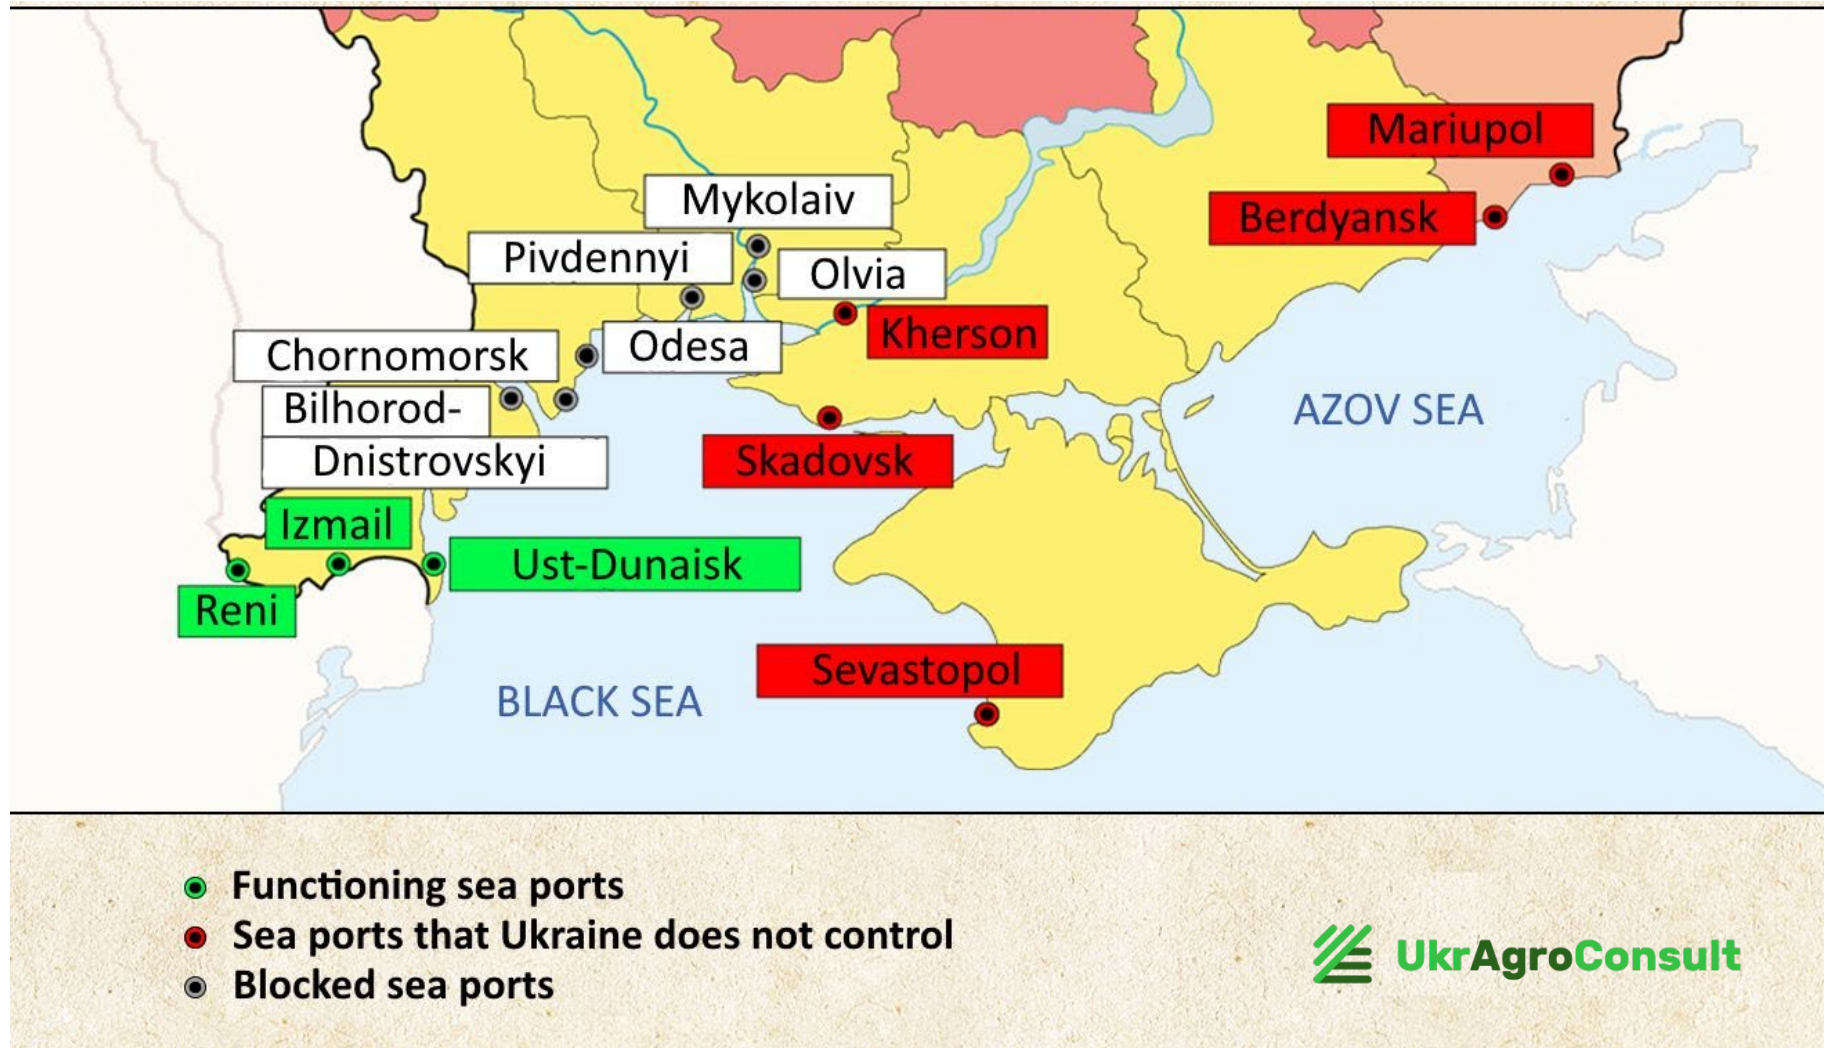 Mariupol
Mykolaiv
Berdyansk
Pivdennyi
Olvia
Kherson
Odesa
Chornomorsk
Bilhorod-
Dnistrovskyi
AZOV SEA
Skadovsk
Izmail
Ust-Dunaisk
Reni
Sevastopol
BLACK SEA
Functioning sea ports
Sea ports that Ukraine does not control
Blocked sea ports
UkrAgroConsult